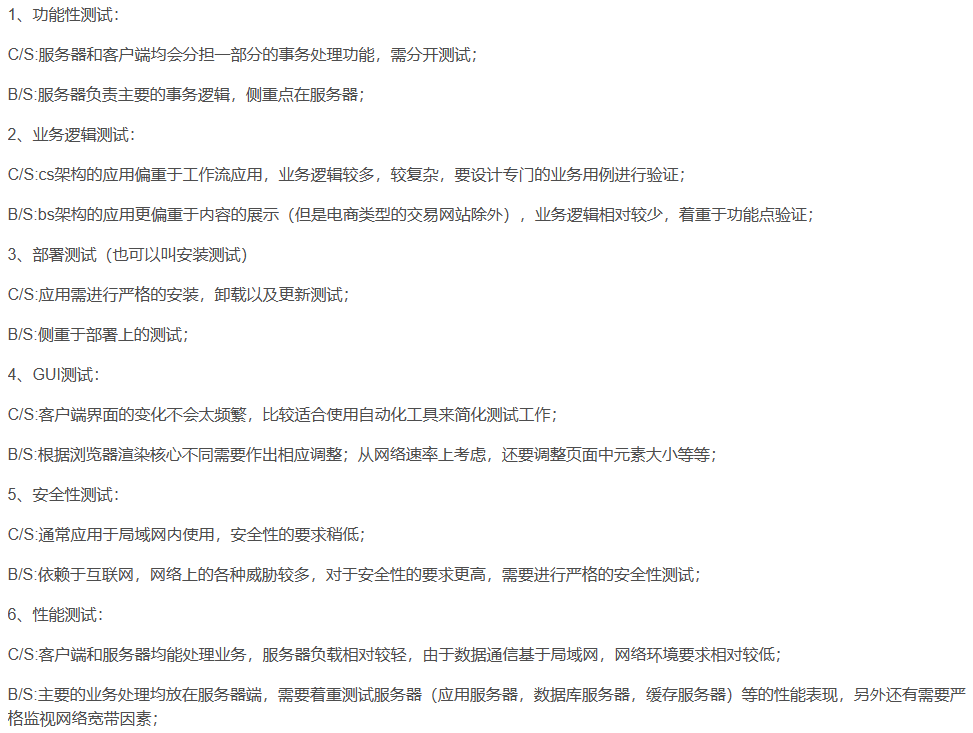 1、功能性测试：
C/S:服务器和客户端均会分担一部分的事务处理功能，需分开测试；
B/S:服务器负责主要的事务逻辑，侧重点在服务器；
2、业务逻辑测试：
C/S:cs架构的应用偏重于工作流应用，业务逻辑较多，较复杂，要设计专门的业务用例进行验证；
B/S:bs架构的应用更偏重于内容的展示（但是电商类型的交易网站除外），业务逻辑相对较少，着重于功能点验证；
3、部署测试（也可以叫安装测试）
C/S:应用需进行严格的安装，卸载以及更新测试；
B/S:侧重于部署上的测试；
4、GUI测试：
C/S:客户端界面的变化不会太频繁，比较适合使用自动化工具来简化测试工作；
B/S:根据浏览器渲染核心不同需要作出相应调整；从网络速率上考虑，还要调整页面中元素大小等等；
5、安全性测试：
C/S:通常应用于局域网内使用，安全性的要求稍低；
B/S:依赖于互联网，网络上的各种威胁较多，对于安全性的要求更高，需要进行严格的安全性测试；
6、性能测试：
C/S:客户端和服务器均能处理业务，服务器负载相对较轻，由于数据通信基于局域网，网络环境要求相对较低；
B/S:主要的业务处理均放在服务器端，需要着重测试服务器（应用服务器，数据库服务器，缓存服务器）等的性能表现，另外还有需要严
格监视网络宽带因素；